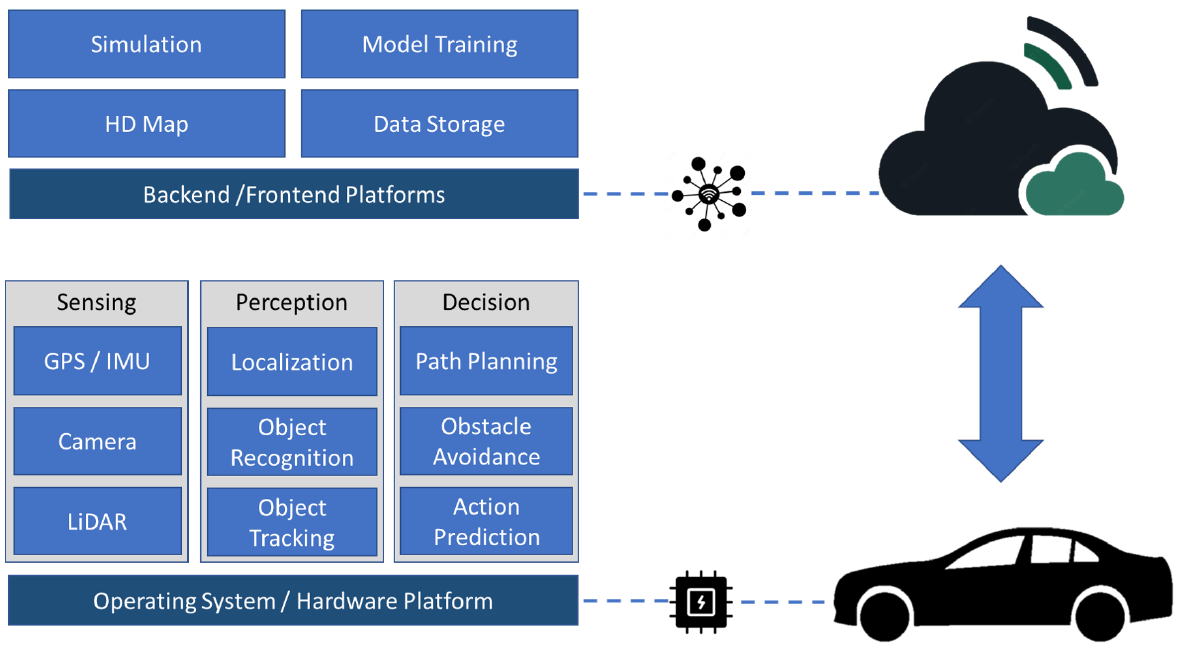 Simulation
Model Training
HD Map
Data Storage
Backend /Frontend Platforms
Sensing
GPS / IMU
Camera
LiDAR
Perception
Localization
Object
Recognition
Object
Tracking
Decision
Path Planning
Obstacle
Avoidance
Action
Prediction
Operating System / Hardware Platform